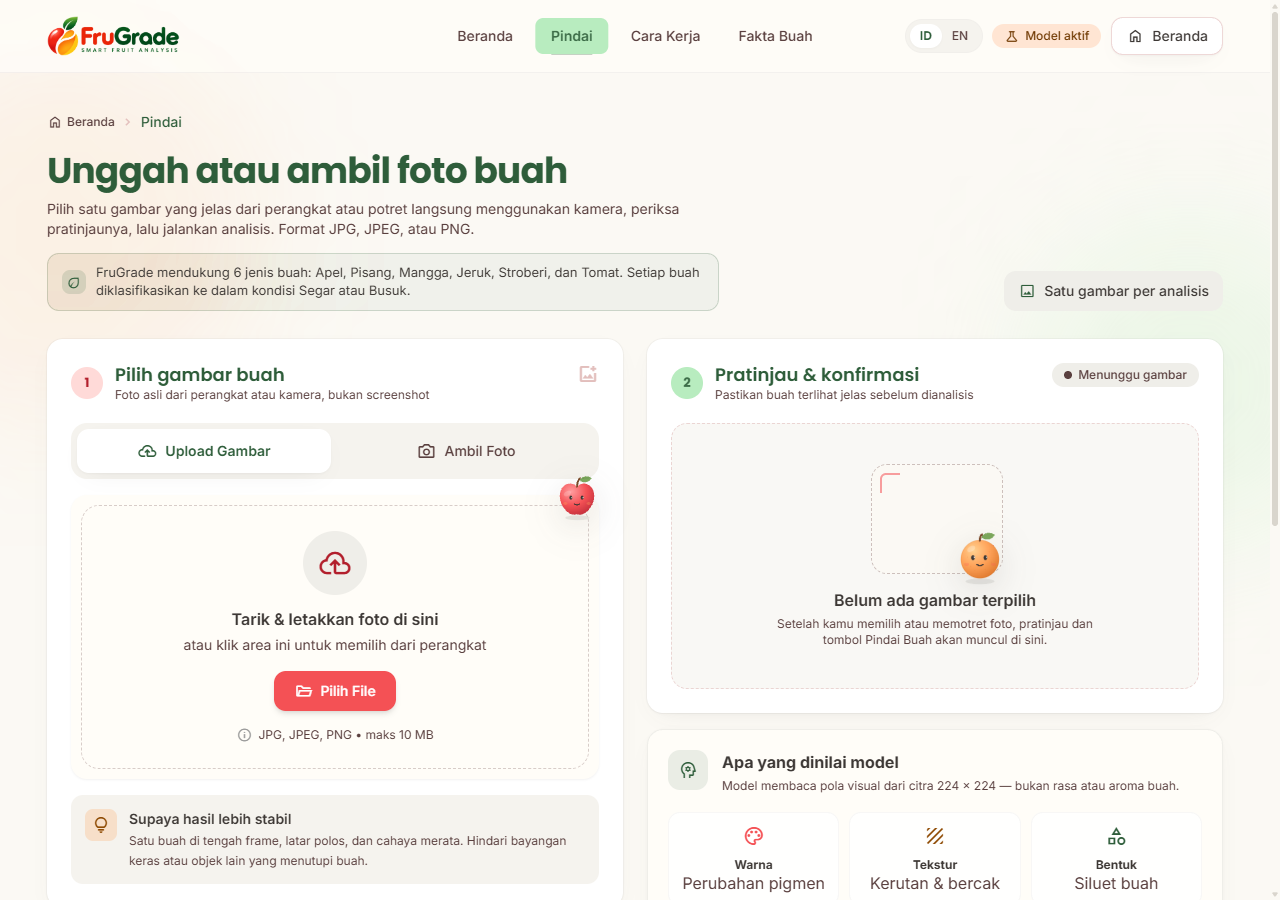 FruGrade
SMART FRUIT ANALYSIS
Beranda
Pindai
Cara Kerja
Fakta Buah
ID
EN
Model aktif
Beranda
Beranda
Pindai
Unggah atau ambil foto buah
Pilih satu gambar yang jelas dari perangkat atau potret langsung menggunakan kamera, periksa
pratinjaunya, lalu jalankan analisis. Format JPG, JPEG, atau PNG.
FruGrade mendukung 6 jenis buah: Apel, Pisang, Mangga, Jeruk, Stroberi, dan Tomat. Setiap buah
diklasifikasikan ke dalam kondisi Segar atau Busuk.
Satu gambar per analisis
1
Pilih gambar buah
Foto asli dari perangkat atau kamera, bukan screenshot
Upload Gambar
Ambil Foto
Tarik & letakkan foto di sini
atau klik area ini untuk memilih dari perangkat
Pilih File
JPG, JPEG, PNG • maks 10 MB
Supaya hasil lebih stabil
Satu buah di tengah frame, latar polos, dan cahaya merata. Hindari bayangan
keras atau objek lain yang menutupi buah.
2
Pratinjau & konfirmasi
Pastikan buah terlihat jelas sebelum dianalisis
Menunggu gambar
Belum ada gambar terpilih
Setelah kamu memilih atau memotret foto, pratinjau dan
tombol Pindai Buah akan muncul di sini.
Apa yang dinilai model
Model membaca pola visual dari citra 224 × 224 — bukan rasa atau aroma buah.
Warna
Perubahan pigmen
Tekstur
Kerutan & bercak
Bentuk
Siluet buah